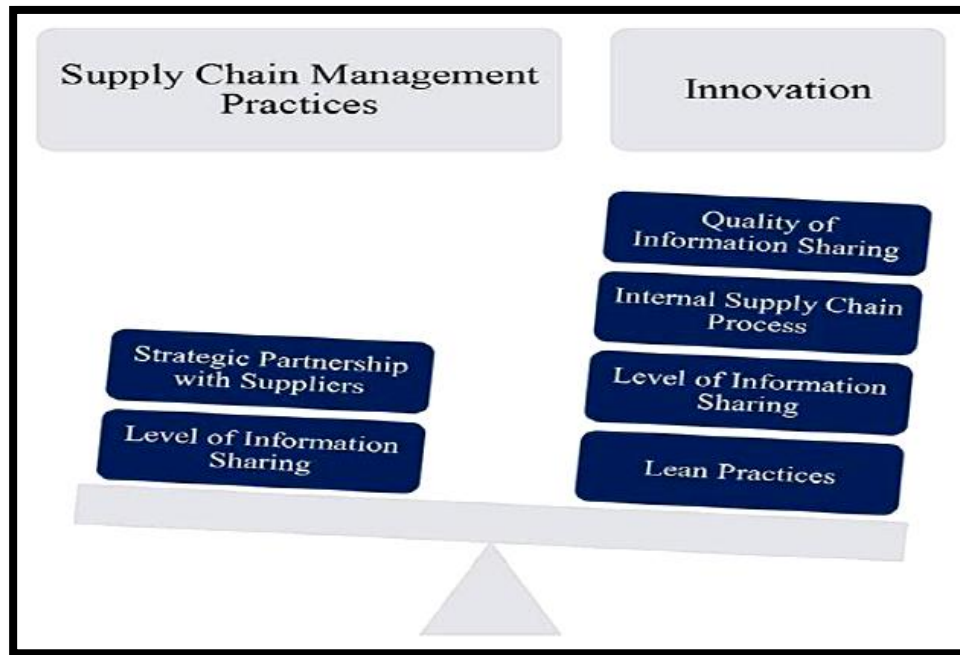 Supply Chain Management
Practices
Innovation
Strategic Partnership
with Suppliers
Level of Information
Sharing
Quality of
Information Sharing
Internal Supply Chain
Process
Level of Information
Sharing
Lean Practices